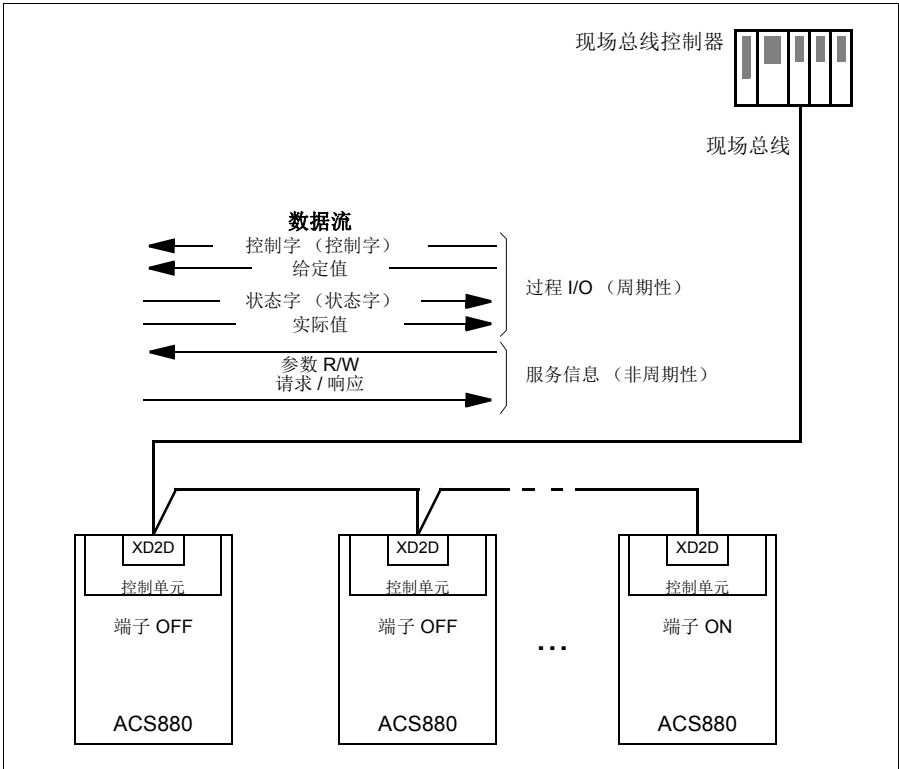 现场总线控制器
现场总线
数据流
控制字 （控制字）
给定值
状态字 （状态字）
实际值
过程 I/O （周期性）
参数 R/W
请求 / 响应
服务信息 （非周期性）
XD2D
控制单元
端子 OFF
ACS880
XD2D
控制单元
端子 OFF
ACS880
...
XD2D
控制单元
端子 ON
ACS880